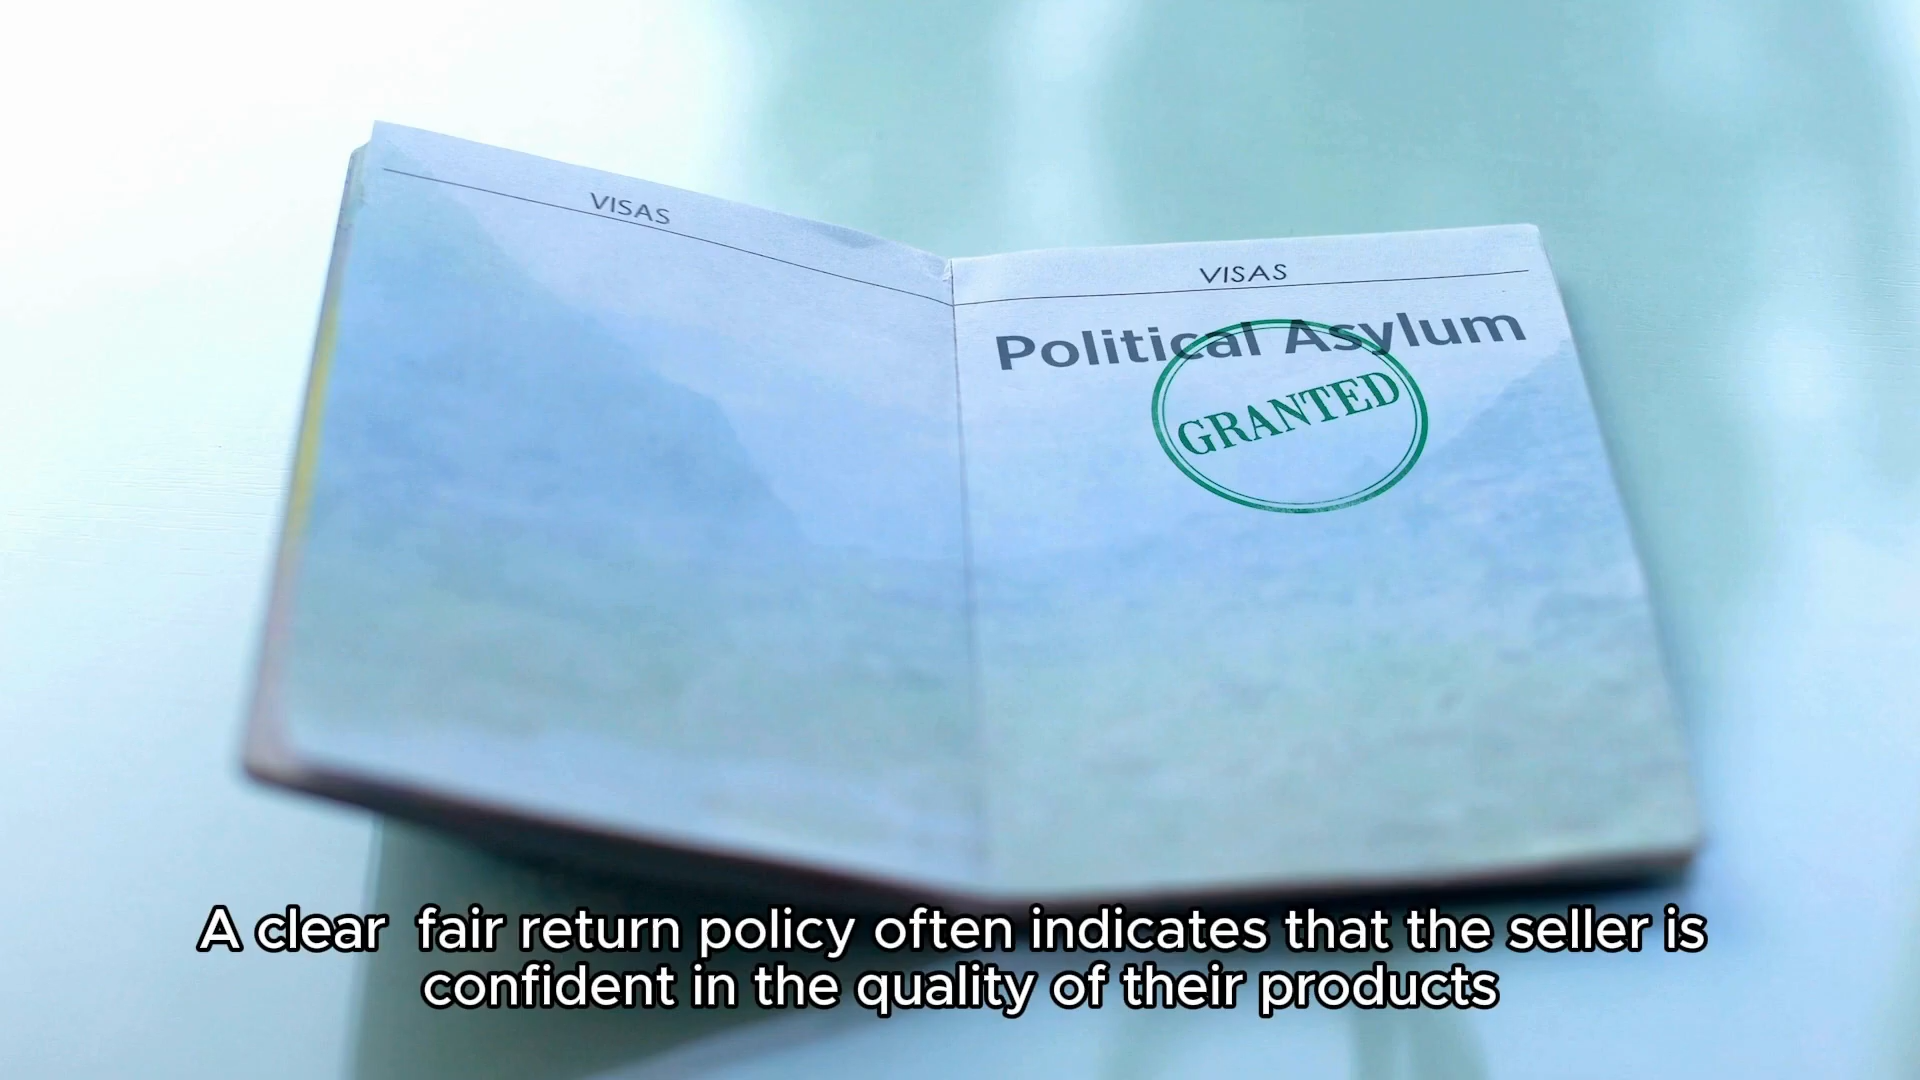 VISAS
VISAS
Political Asylum
GRANTED
A clear  fair return policy often indicates that the seller is
confident in the quality of their products